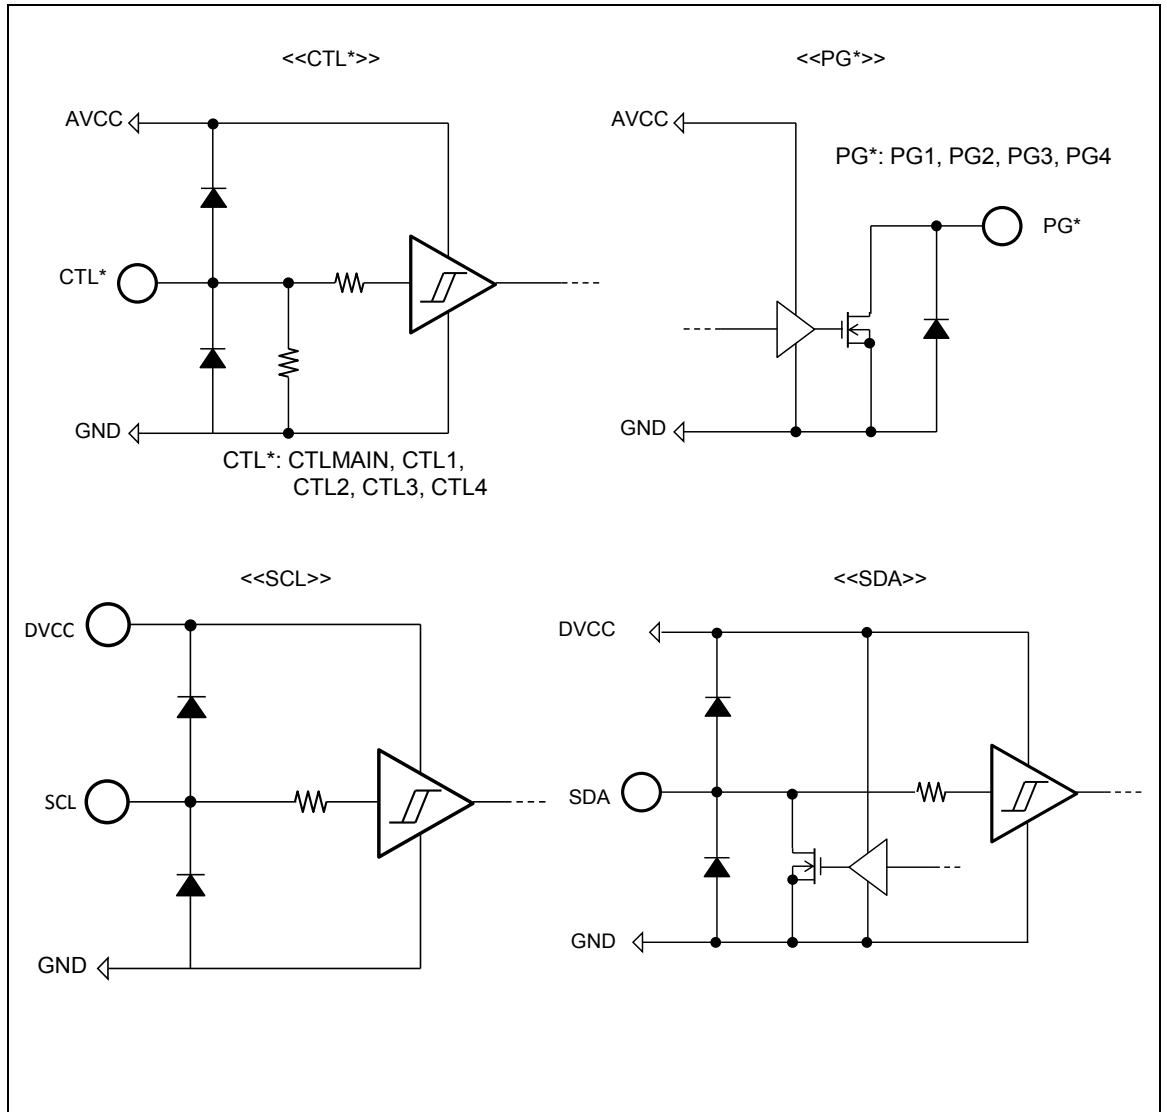 <<CTL*>>
AVCC
CTL*
GND
CTL*: CTLMAIN, CTL1,
CTL2, CTL3, CTL4
<<PG*>>
AVCC
PG*: PG1, PG2, PG3, PG4
PG*
GND
<<SCL>>
DVCC
SCL
GND
<<SDA>>
DVCC
SDA
GND